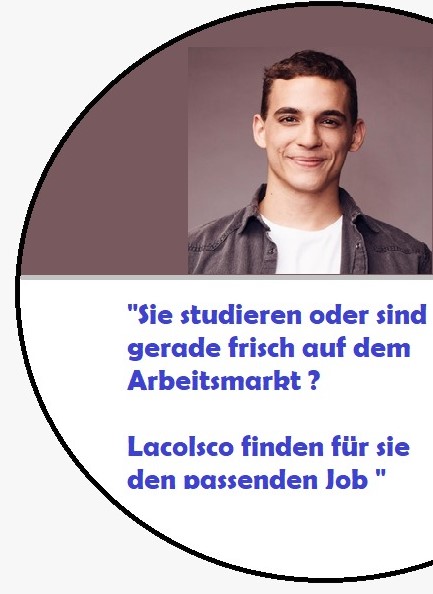 "Sie studieren oder sind
gerade frisch auf dem
Arbeitsmarkt ?
Lacolsco finden für sie
den passenden Job "